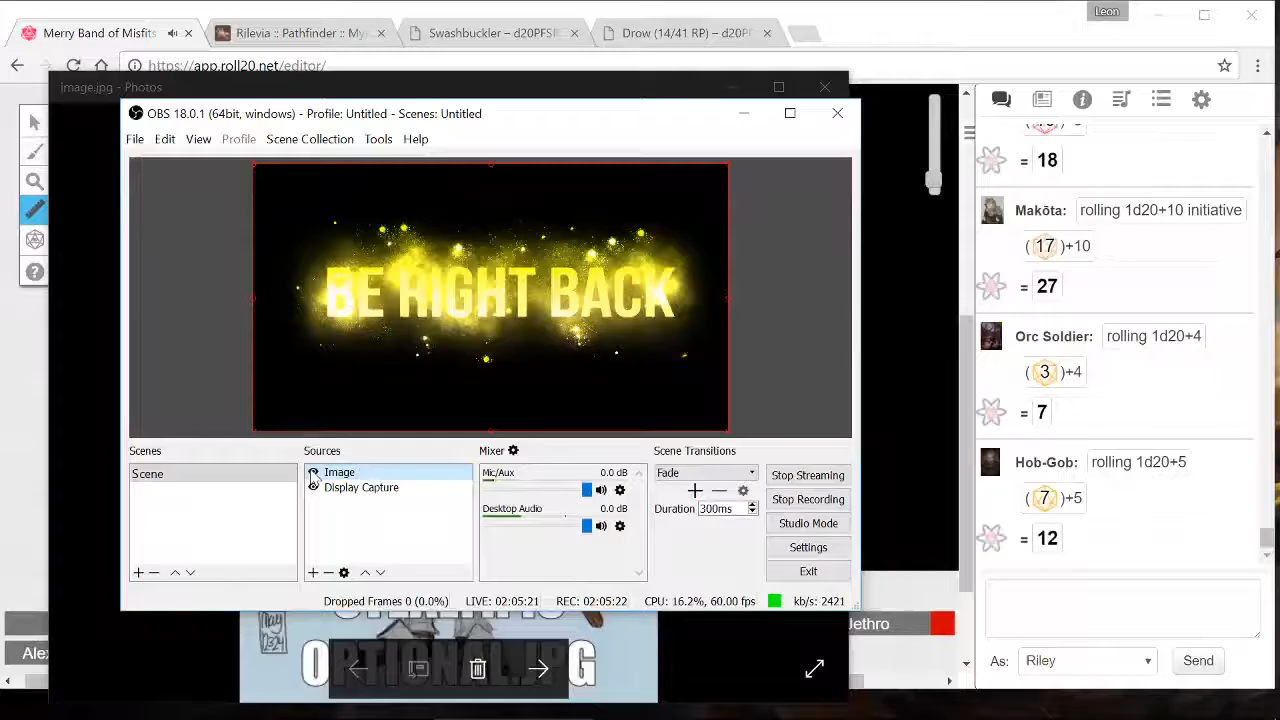 Leon
Merry Band of Misfits
Rilevia :: Pathfinder :: My
Swashbuckler – d20PFSI
Drow (14/41 RP) – d20PF
https://app.roll20.net/editor/
image.jpg - Photos
OBS 18.0.1 (64bit, windows) - Profile: Untitled - Scenes: Untitled
File Edit View Profile Scene Collection Tools Help
BE RIGHT BACK
= 18
Makōta: rolling 1d20+10 initiative
(17)+10
= 27
Orc Soldier: rolling 1d20+4
(3)+4
= 7
Hob-Gob: rolling 1d20+5
(7)+5
= 12
As: Riley Send
Scenes
Scene
Sources
Image
Display Capture
Mixer
Mic/Aux 0.0 dB
Desktop Audio 0.0 dB
Scene Transitions
Fade
Duration 300ms
Stop Streaming
Stop Recording
Studio Mode
Settings
Exit
Dropped Frames 0 (0.0%) LIVE: 02:05:21 REC: 02:05:22 CPU: 16.2%, 60.00 fps kb/s: 2421
Jethro
Alex
OPTIONAL.JPG